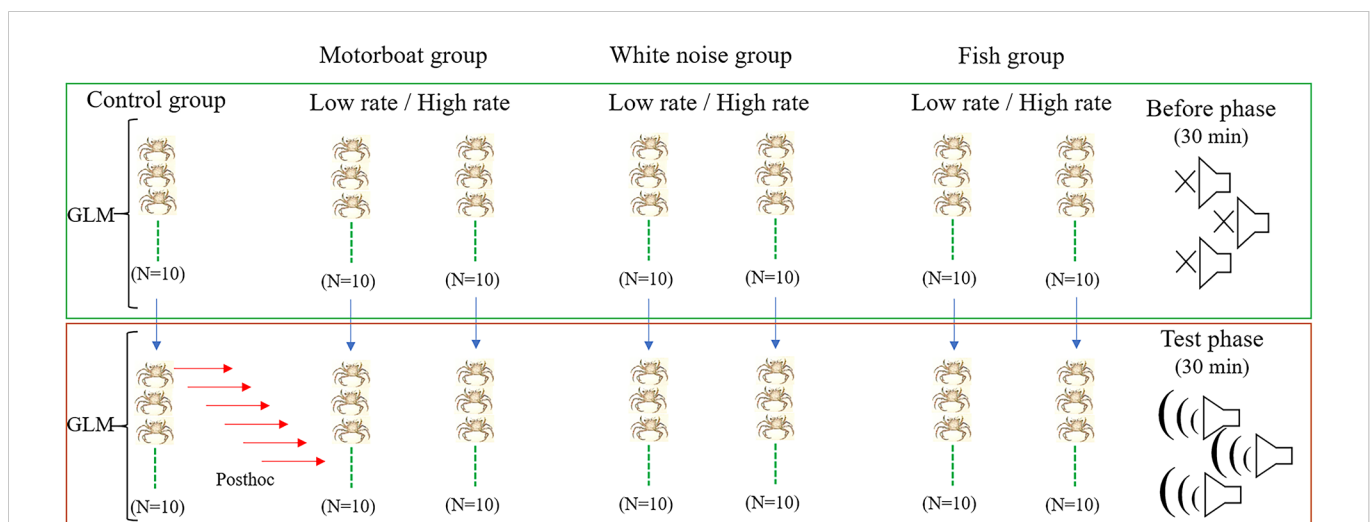 Motorboat group White noise group Fish group
Control group Low rate / High rate Low rate / High rate Low rate / High rate Before phase
(30 min)
GLM
(N=10) (N=10) (N=10) (N=10) (N=10) (N=10) (N=10)
Test phase
(30 min)
GLM
Posthoc
(N=10) (N=10) (N=10) (N=10) (N=10) (N=10) (N=10)